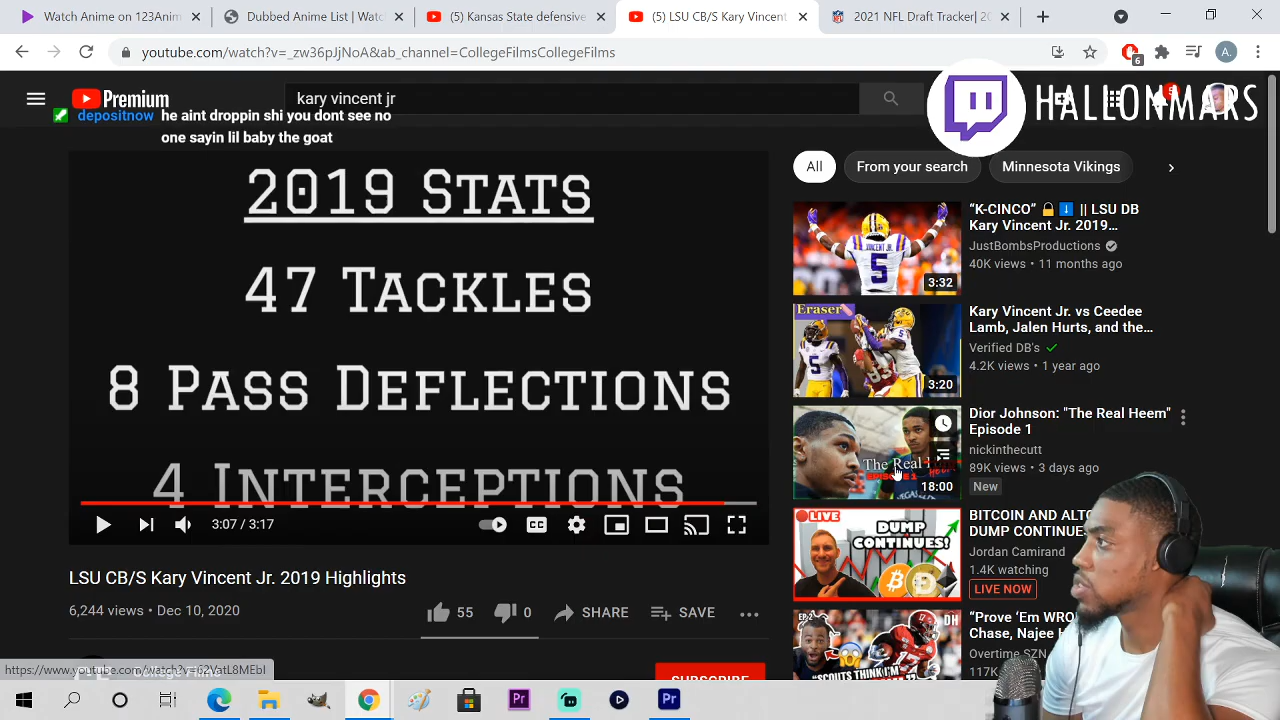 Watch Anime on 123Anim
Dubbed Anime List | Watc
(5) Kansas State defensive
(5) LSU CB/S Kary Vincent
2021 NFL Draft Tracker| 20
youtube.com/watch?v=_zw36pJjNoA&ab_channel=CollegeFilmsCollegeFilms
6
A.
Premium
kary vincent jr
HALLONMARS
depositnow he aint droppin shi you dont see no
one sayin lil baby the goat
2019 Stats
47 Tackles
8 Pass Deflections
4 Interceptions
3:07 / 3:17
CC
LSU CB/S Kary Vincent Jr. 2019 Highlights
6,244 views • Dec 10, 2020
55
0
SHARE
SAVE
SUBSCRIBE
All
From your search
Minnesota Vikings
5
3:32
“K-CINCO” 🔒 ⬇️ || LSU DB
Kary Vincent Jr. 2019...
JustBombsProductions
40K views • 11 months ago
Eraser
3:20
Kary Vincent Jr. vs Ceedee
Lamb, Jalen Hurts, and the...
Verified DB's ✓
4.2K views • 1 year ago
The Real
18:00
Dior Johnson: "The Real Heem"
Episode 1
nickinthecutt
89K views • 3 days ago
New
LIVE
DUMP
CONTINUES!
BITCOIN AND ALTC
DUMP CONTINUES
Jordan Camirand
1.4K watching
LIVE NOW
EP 2
DH
"SCOUTS THINK I'M
“Prove ‘Em WRO
Chase, Najee H
Overtime SZN
117K